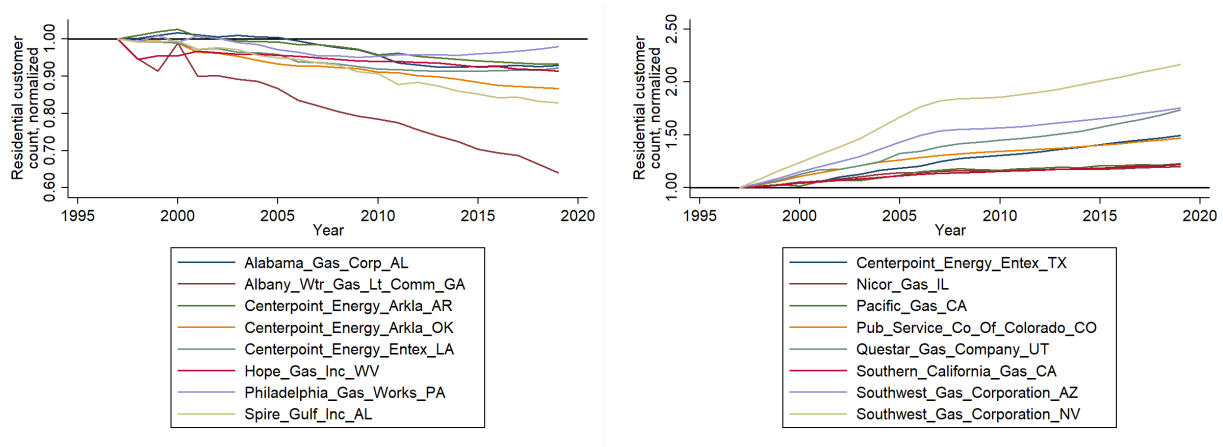 Residential customer
count, normalized
1.00
0.90
0.80
0.70
0.60
1995
2000
2005
2010
2015
2020
Year
Alabama_Gas_Corp_AL
Albany_Wtr_Gas_Lt_Comm_GA
Centerpoint_Energy_Arkla_AR
Centerpoint_Energy_Arkla_OK
Centerpoint_Energy_Entex_LA
Hope_Gas_Inc_WV
Philadelphia_Gas_Works_PA
Spire_Gulf_Inc_AL
Residential customer
count, normalized
2.50
2.00
1.50
1.00
1995
2000
2005
2010
2015
2020
Year
Centerpoint_Energy_Entex_TX
Nicor_Gas_IL
Pacific_Gas_CA
Pub_Service_Co_Of_Colorado_CO
Questar_Gas_Company_UT
Southern_California_Gas_CA
Southwest_Gas_Corporation_AZ
Southwest_Gas_Corporation_NV